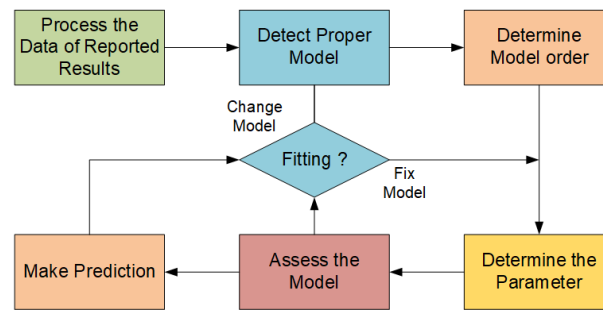 Process the
Data of Reported
Results
Detect Proper
Model
Determine
Model order
Change
Model
Fitting ?
Fix
Model
Make Prediction
Assess the
Model
Determine the
Parameter